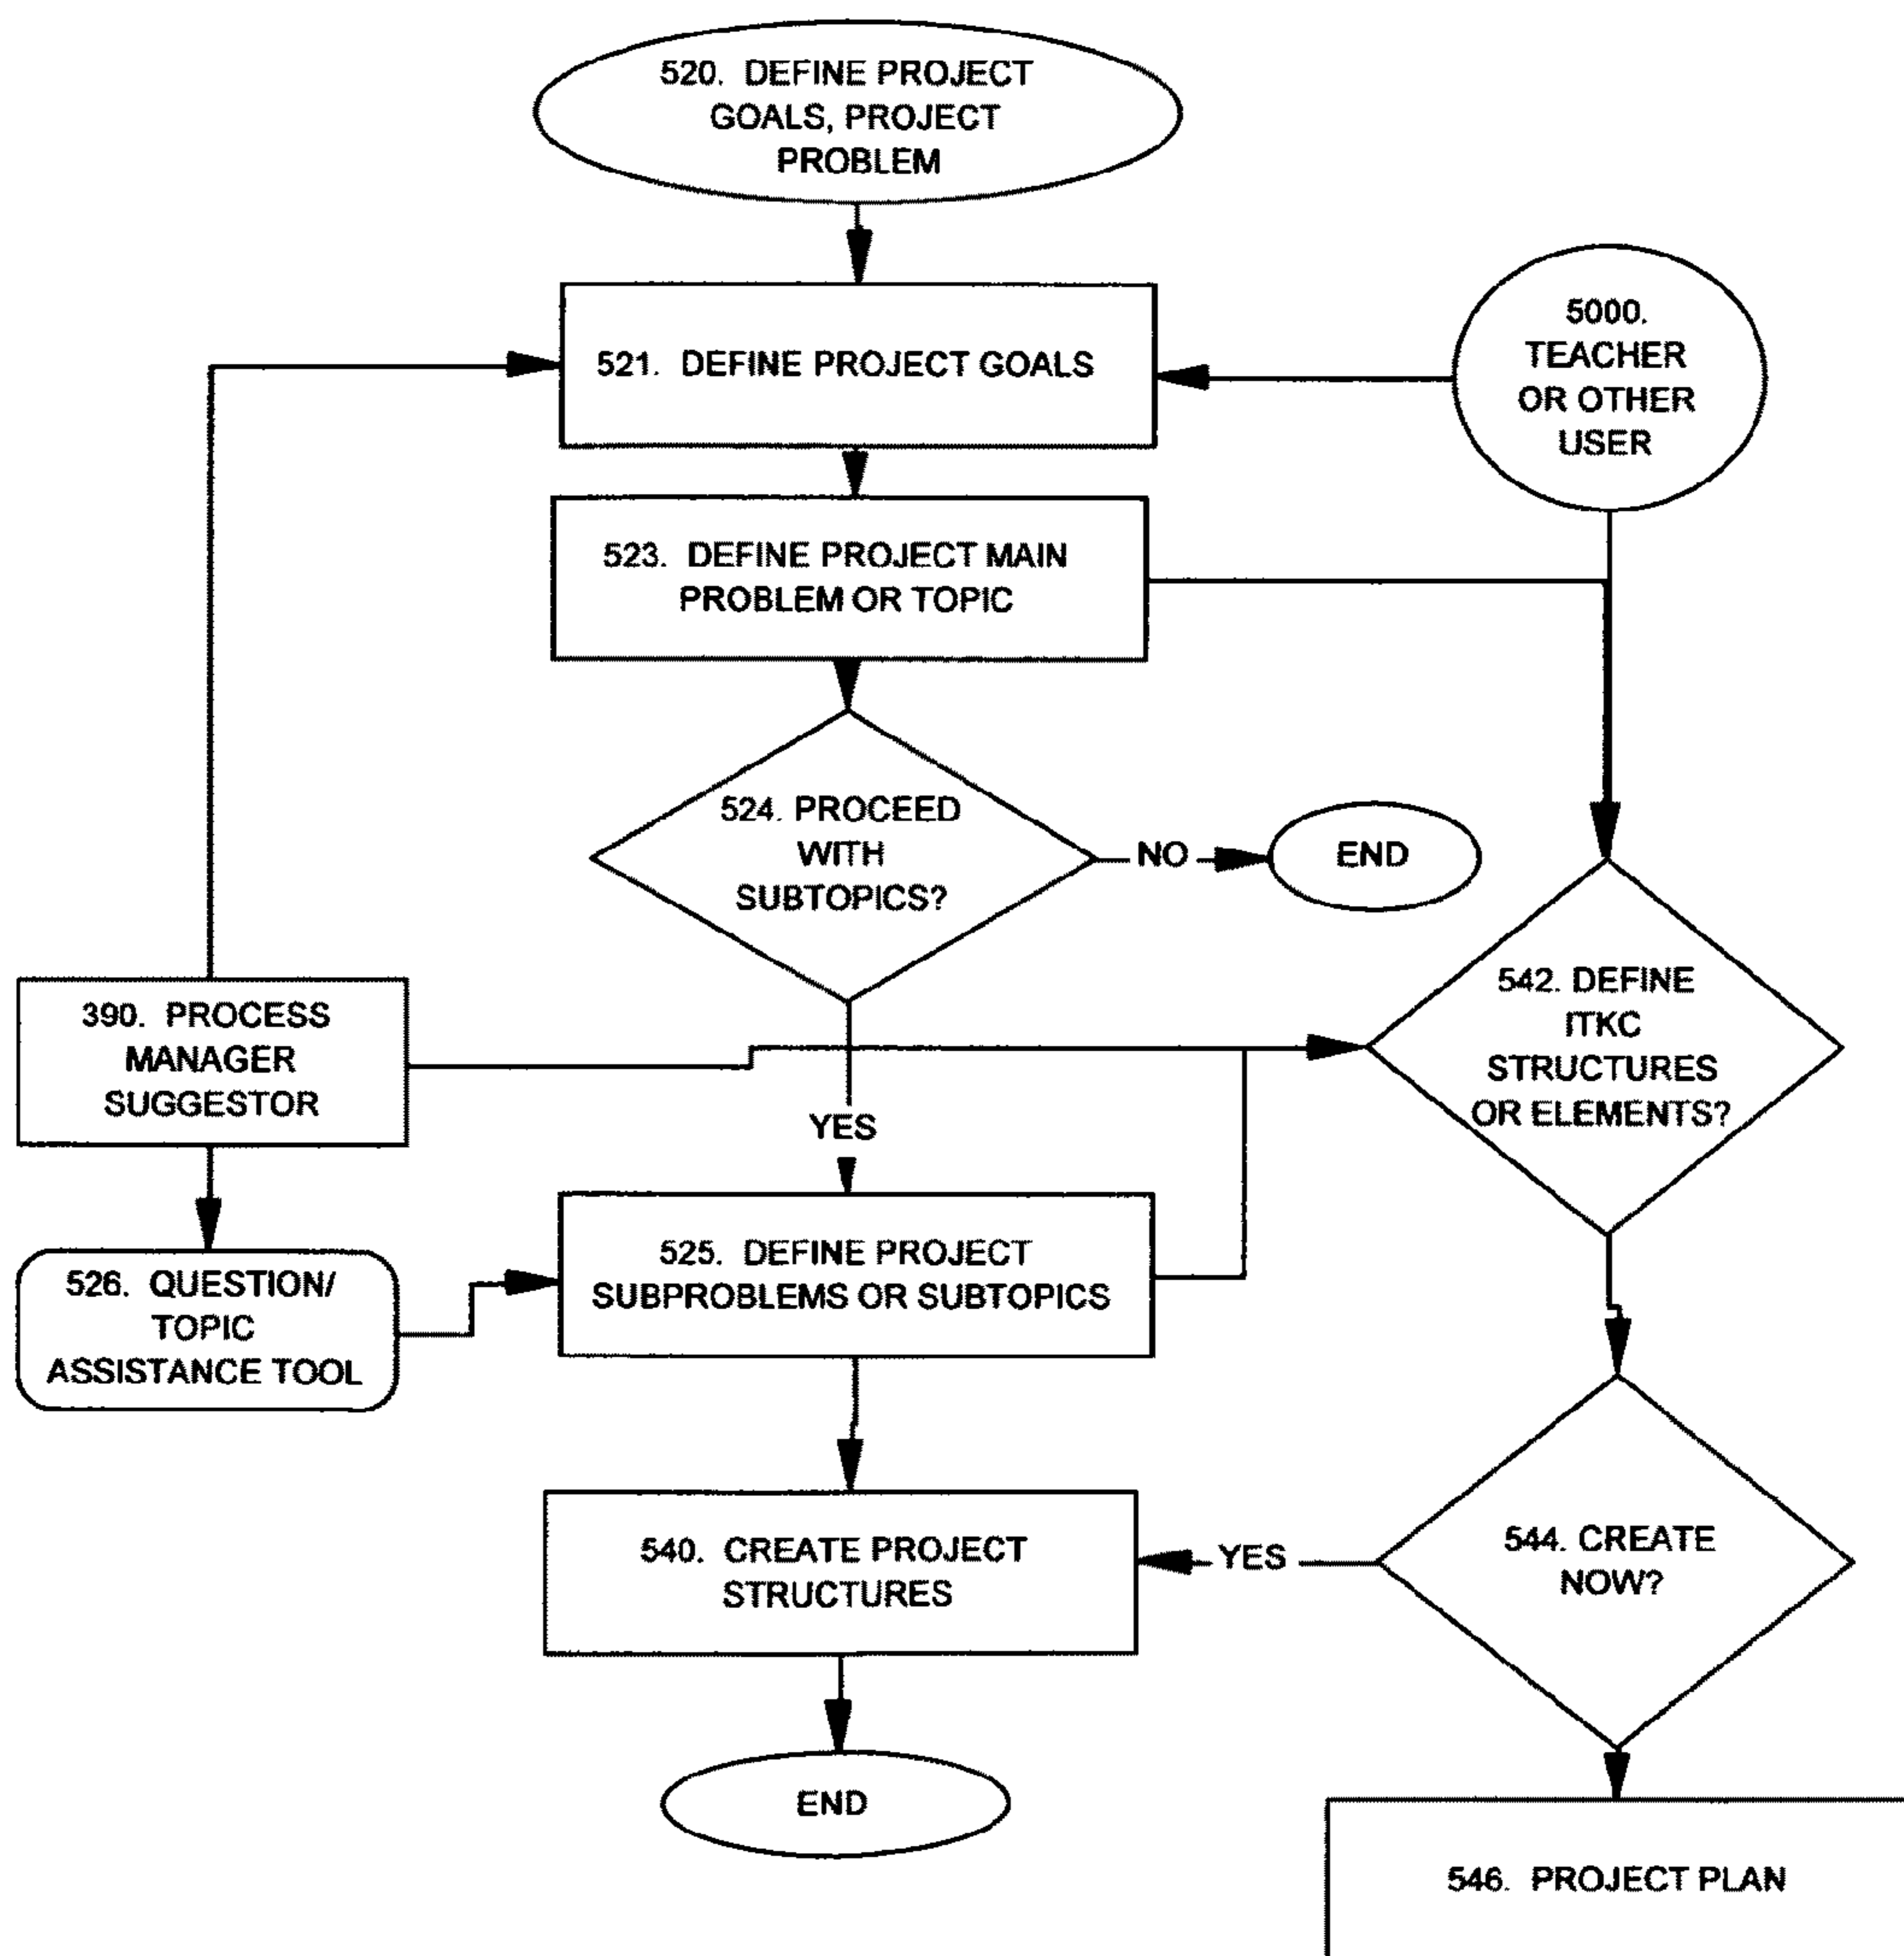 520. DEFINE PROJECT
GOALS, PROJECT
PROBLEM
521. DEFINE PROJECT GOALS
5000.
TEACHER
OR OTHER
USER
523. DEFINE PROJECT MAIN
PROBLEM OR TOPIC
524. PROCEED
WITH
SUBTOPICS?
NO
END
542. DEFINE
ITKC
STRUCTURES
OR ELEMENTS?
390. PROCESS
MANAGER
SUGGESTOR
YES
525. DEFINE PROJECT
SUBPROBLEMS OR SUBTOPICS
526. QUESTION/
TOPIC
ASSISTANCE TOOL
540. CREATE PROJECT
STRUCTURES
YES
544. CREATE
NOW?
END
546. PROJECT PLAN